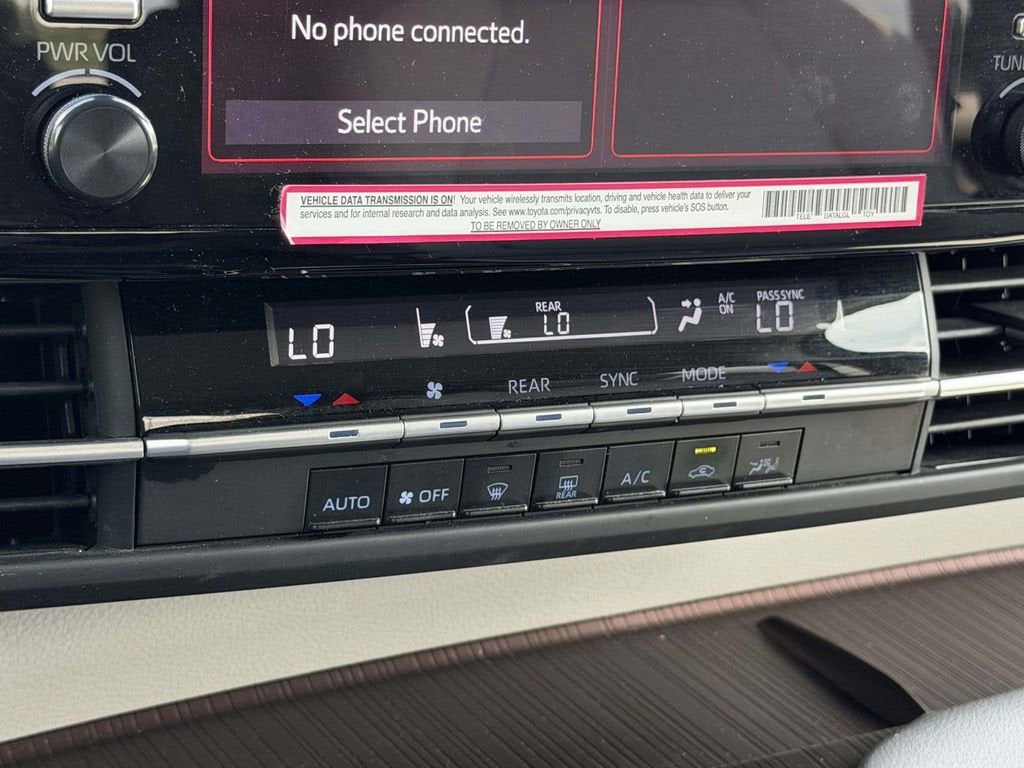 PWR VOL
No phone connected.
Select Phone
TUNE
VEHICLE DATA TRANSMISSION IS ON! Your vehicle wirelessly transmits location, driving and vehicle health data to deliver your
services and for internal research and data analysis. See www.toyota.com/privacyvts. To disable, press vehicle's SOS button.
TO BE REMOVED BY OWNER ONLY
TELE DATALGL TOY
LO
REAR
LO
A/C
ON
PASS SYNC
LO
REAR
SYNC
MODE
AUTO
OFF
REAR
A/C